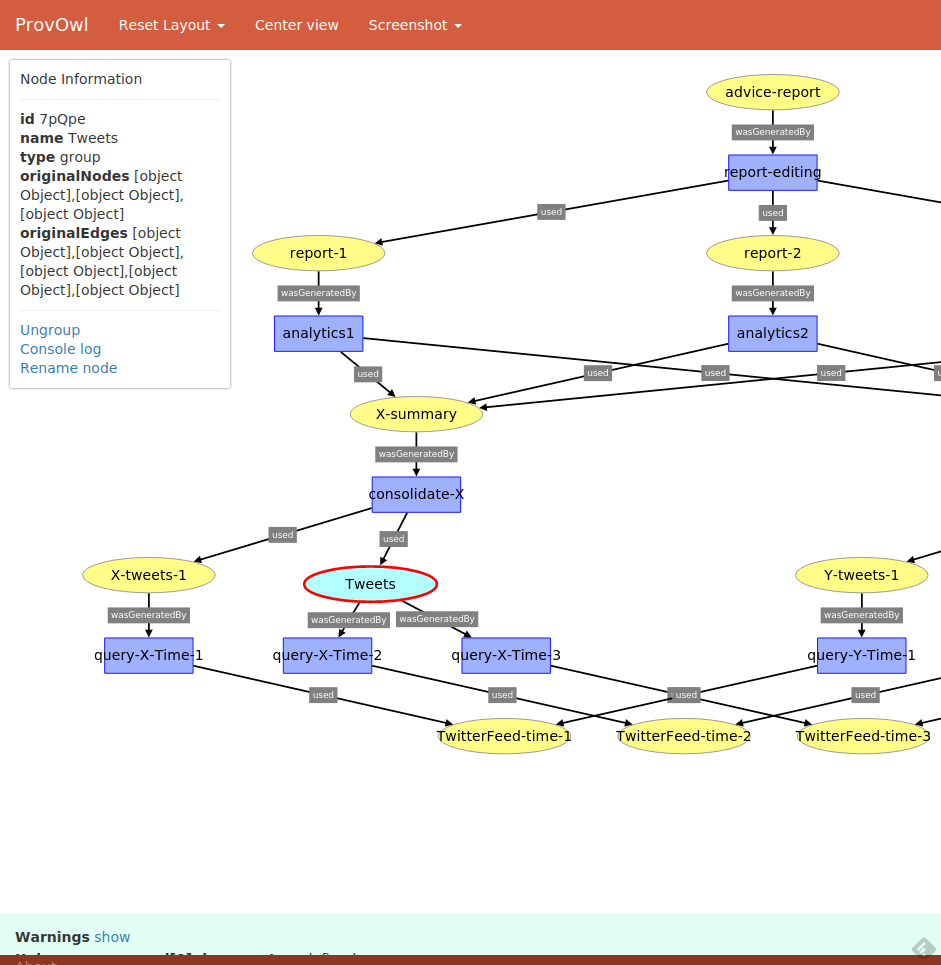 ProvOwl Reset Layout Center view Screenshot
Node Information
id 7pQpe
name Tweets
type group
originalNodes [object
Object],[object Object],
[object Object]
originalEdges [object
Object],[object Object],
[object Object],[object
Object],[object Object]
Ungroup
Console log
Rename node
advice-report
wasGeneratedBy
report-editing
used
used
report-1
report-2
wasGeneratedBy
wasGeneratedBy
analytics1
analytics2
used
used
used
used
X-summary
wasGeneratedBy
consolidate-X
used
used
X-tweets-1
Tweets
Y-tweets-1
wasGeneratedBy
wasGeneratedBy
wasGeneratedBy
wasGeneratedBy
query-X-Time-1
query-X-Time-2
query-X-Time-3
query-Y-Time-1
used
used
used
used
TwitterFeed-time-1
TwitterFeed-time-2
TwitterFeed-time-3
Warnings show